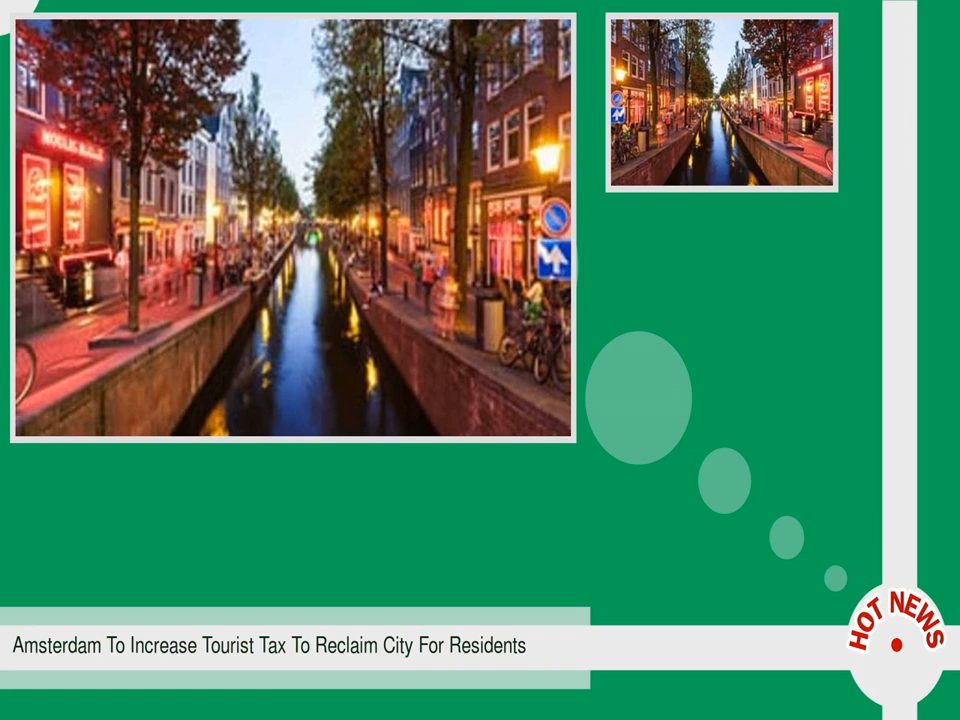 Amsterdam To Increase Tourist Tax To Reclaim City For Residents
HOT NEWS